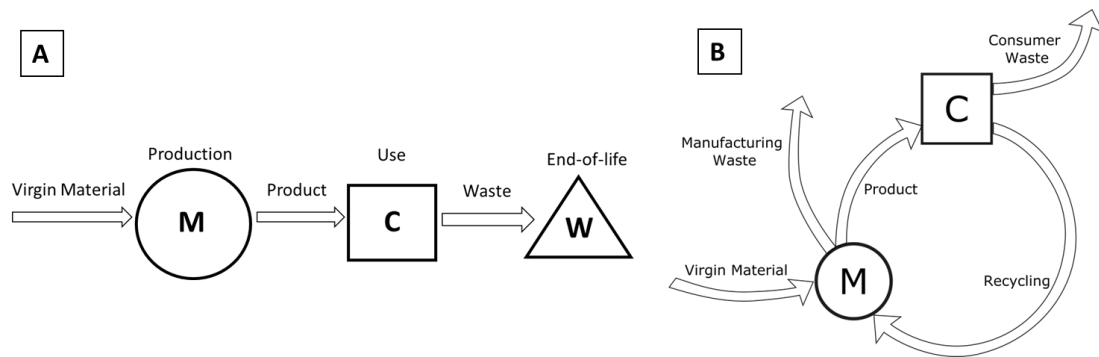 A
Production
Use
End-of-life
Virgin Material
Product
Waste
M
C
W
B
Consumer
Waste
C
Manufacturing
Waste
Product
Virgin Material
M
Recycling